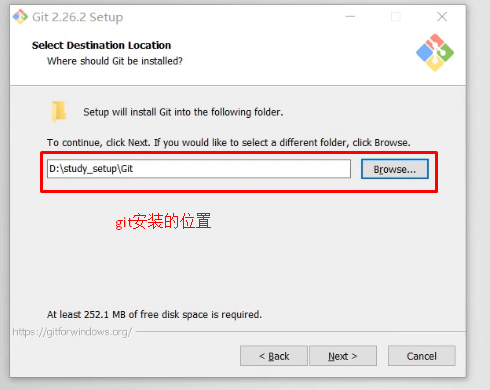 Git 2.26.2 Setup
Select Destination Location
Where should Git be installed?
Setup will install Git into the following folder.
To continue, click Next. If you would like to select a different folder, click Browse.
D:\study_setup\Git
Browse...
git安装的位置
At least 252.1 MB of free disk space is required.
https://gitforwindows.org/
< Back
Next >
Cancel